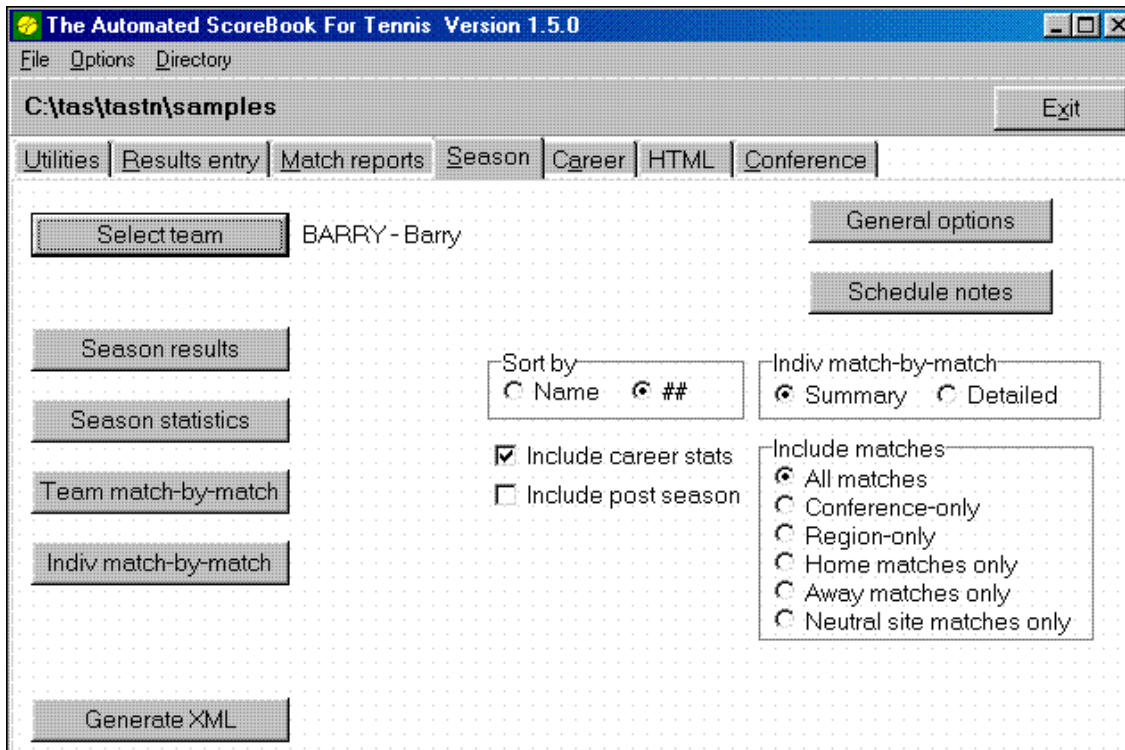 The Automated ScoreBook For Tennis Version 1.5.0
File Options Directory
C:\tas\tastn\samples
Exit
Utilities Results entry Match reports Season Career HTML Conference
Select team BARRY - Barry
General options
Schedule notes
Season results
Season statistics
Team match-by-match
Indiv match-by-match
Generate XML
Sort by
Name ##
Include career stats
Include post season
Indiv match-by-match
Summary Detailed
Include matches
All matches
Conference-only
Region-only
Home matches only
Away matches only
Neutral site matches only